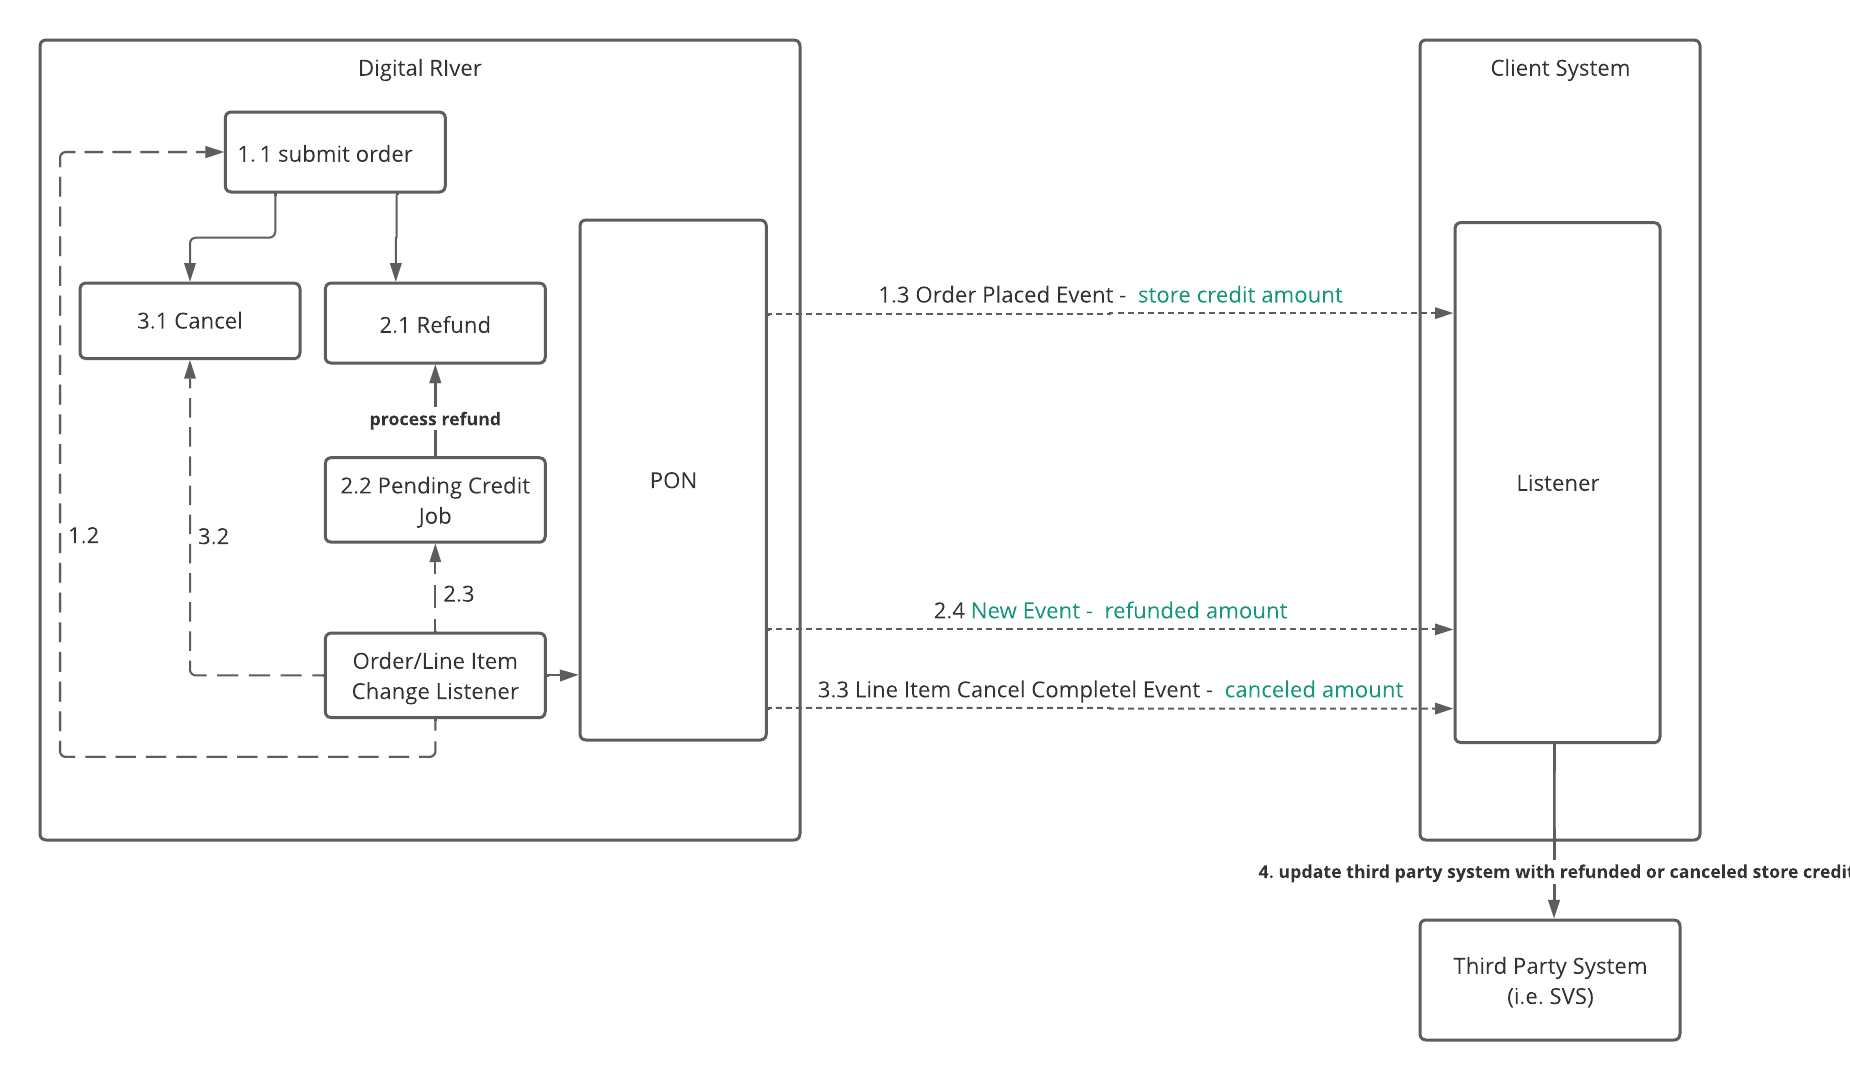 Digital RIver
Client System
1. 1 submit order
3.1 Cancel
2.1 Refund
1.3 Order Placed Event -  store credit amount
process refund
PON
Listener
2.2 Pending Credit
Job
1.2
3.2
2.3
2.4 New Event -  refunded amount
Order/Line Item
Change Listener
3.3 Line Item Cancel Completel Event -  canceled amount
4. update third party system with refunded or canceled store credit
Third Party System
(i.e. SVS)